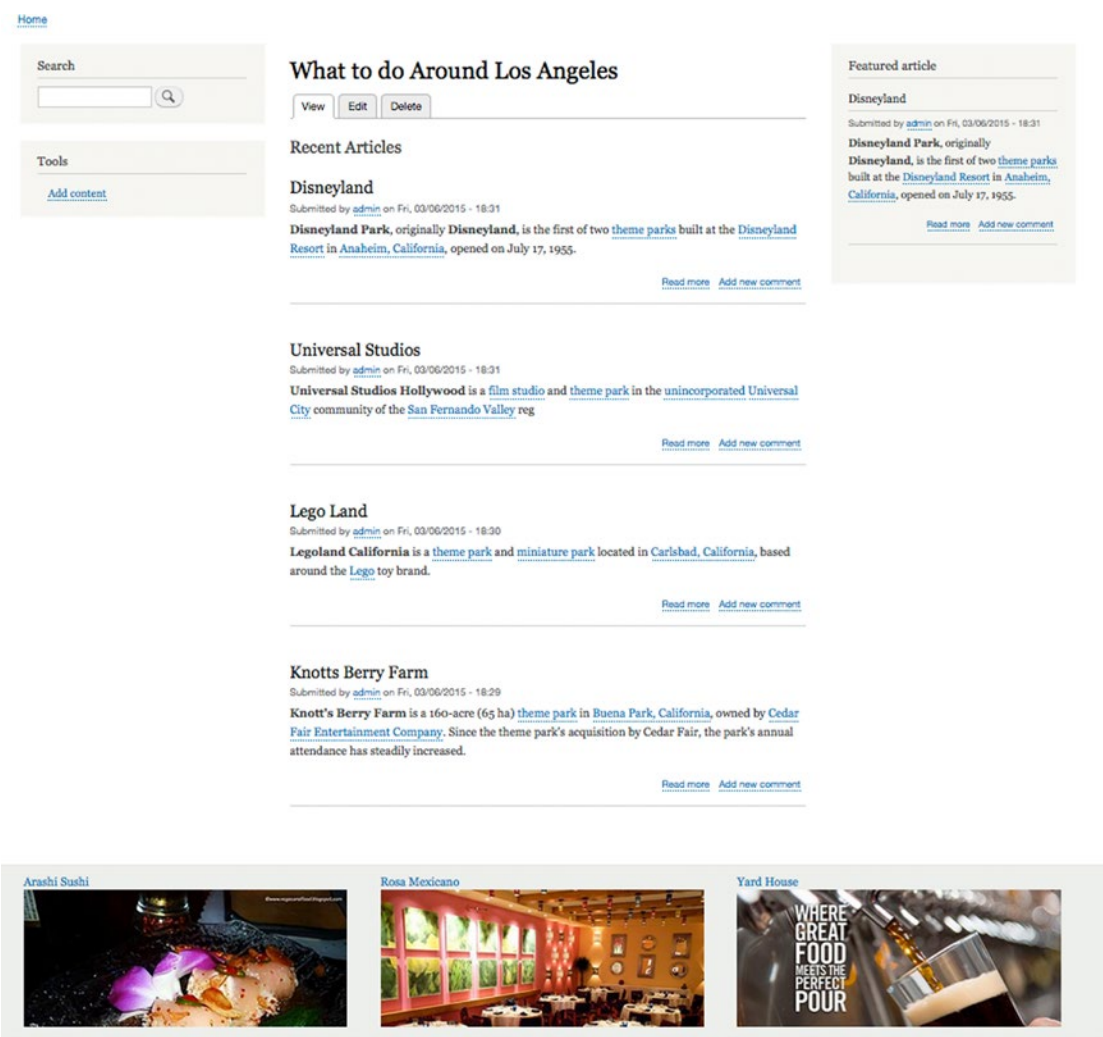 Home
Search
Tools
Add content
What to do Around Los Angeles
View Edit Delete
Recent Articles
Disneyland
Submitted by admin on Fri, 03/06/2015 - 18:31
Disneyland Park, originally Disneyland, is the first of two theme parks built at the Disneyland
Resort in Anaheim, California, opened on July 17, 1955.
Read more Add new comment
Universal Studios
Submitted by admin on Fri, 03/06/2015 - 18:31
Universal Studios Hollywood is a film studio and theme park in the unincorporated Universal
City community of the San Fernando Valley reg
Read more Add new comment
Lego Land
Submitted by admin on Fri, 03/06/2015 - 18:30
Legoland California is a theme park and miniature park located in Carlsbad, California, based
around the Lego toy brand.
Read more Add new comment
Knotts Berry Farm
Submitted by admin on Fri, 03/06/2015 - 18:29
Knott's Berry Farm is a 160-acre (65 ha) theme park in Buena Park, California, owned by Cedar
Fair Entertainment Company. Since the theme park's acquisition by Cedar Fair, the park's annual
attendance has steadily increased.
Read more Add new comment
Featured article
Disneyland
Submitted by admin on Fri, 03/06/2015 - 18:31
Disneyland Park, originally
Disneyland, is the first of two theme parks
built at the Disneyland Resort in Anaheim,
California, opened on July 17, 1955.
Read more Add new comment
Arashi Sushi
Rosa Mexicano
Yard House
WHERE
GREAT
FOOD
MEETS THE
PERFECT
POUR